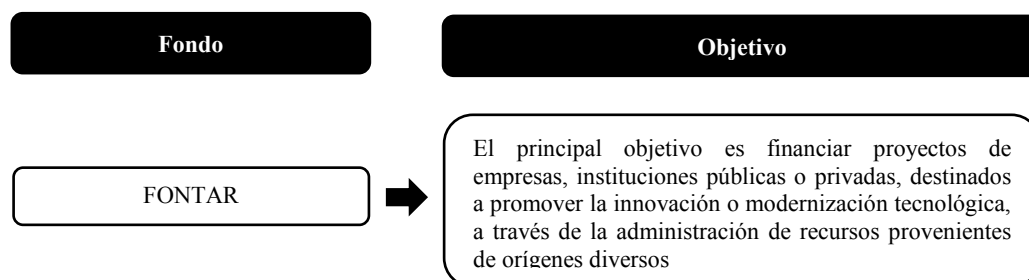 Fondo
Objetivo
FONTAR
El principal objetivo es financiar proyectos de
empresas, instituciones públicas o privadas, destinados
a promover la innovación o modernización tecnológica,
a través de la administración de recursos provenientes
de orígenes diversos